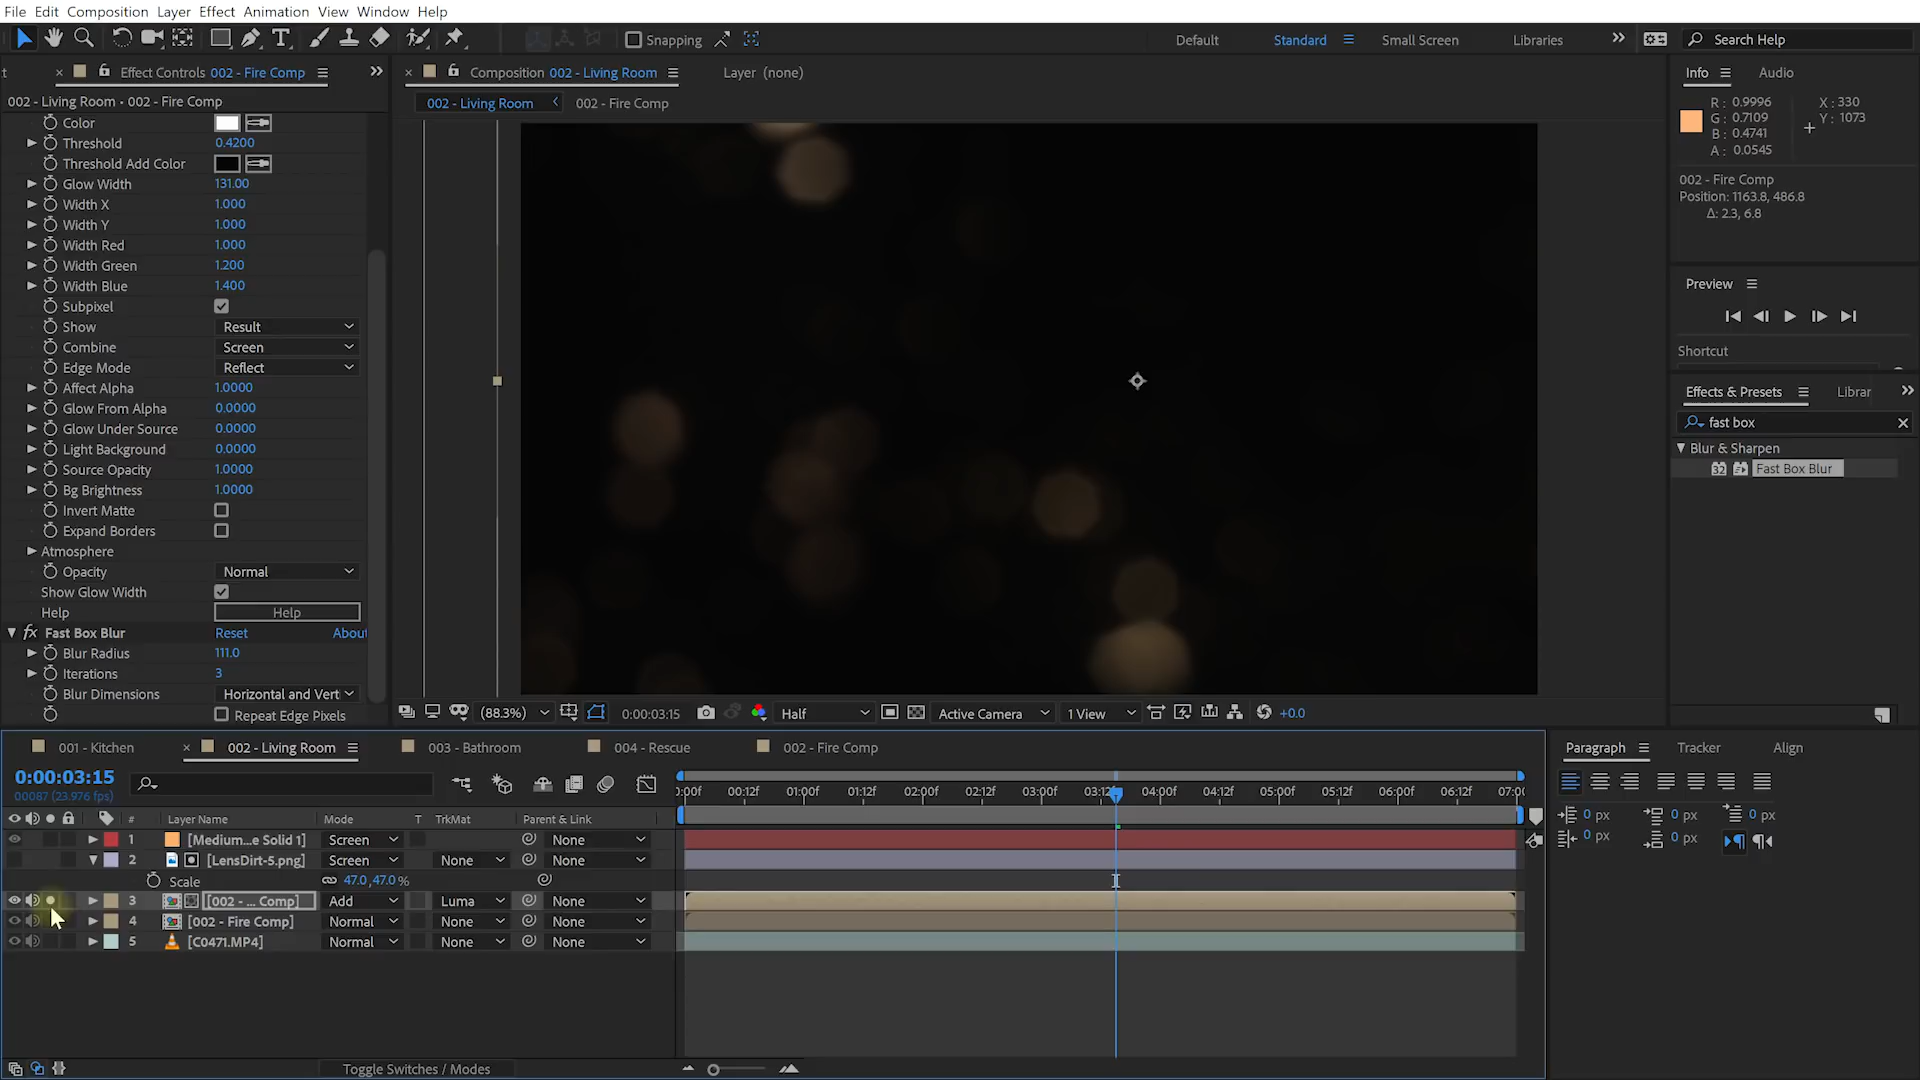 File Edit Composition Layer Effect Animation View Window Help
Snapping
Default Standard Small Screen Libraries Search Help
Effect Controls 002 - Fire Comp
Composition 002 - Living Room Layer (none)
Info Audio
002 - Living Room • 002 - Fire Comp
002 - Living Room 002 - Fire Comp
R: 0.9996 X: 330
G: 0.7109 Y: 1073
B: 0.4741
A: 0.0545
002 - Fire Comp
Position: 1163.8, 486.8
Δ: 2.3, 6.8
Color
Threshold 0.4200
Threshold Add Color
Glow Width 131.00
Width X 1.000
Width Y 1.000
Width Red 1.000
Width Green 1.200
Width Blue 1.400
Subpixel
Show Result
Combine Screen
Edge Mode Reflect
Affect Alpha 1.0000
Glow From Alpha 0.0000
Glow Under Source 0.0000
Light Background 0.0000
Source Opacity 1.0000
Bg Brightness 1.0000
Invert Matte
Expand Borders
Atmosphere
Opacity Normal
Show Glow Width
Help Help
fx Fast Box Blur Reset About
Blur Radius 111.0
Iterations 3
Blur Dimensions Horizontal and Vert
Repeat Edge Pixels
Preview
Shortcut
Effects & Presets Librar
fast box
Blur & Sharpen
32 Fast Box Blur
(88.3%) 0:00:03:15 Half Active Camera 1 View +0.0
001 - Kitchen 002 - Living Room 003 - Bathroom 004 - Rescue 002 - Fire Comp
Paragraph Tracker Align
0:00:03:15
00087 (23.976 fps)
:00f 00:12f 01:00f 01:12f 02:00f 02:12f 03:00f 03:12f 04:00f 04:12f 05:00f 05:12f 06:00f 06:12f 07:00
# Layer Name Mode T TrkMat Parent & Link
1 [Medium...e Solid 1] Screen None
2 [LensDirt-5.png] Screen None None
Scale 47.0,47.0 %
3 [002 - ... Comp] Add Luma None
4 [002 - Fire Comp] Normal None None
5 [C0471.MP4] Normal None None
0 px 0 px 0 px
0 px 0 px
Toggle Switches / Modes